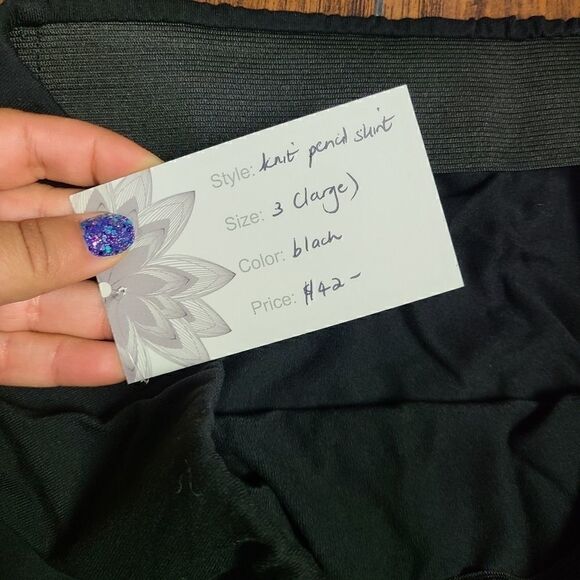 Style: knit pencil skirt
Size: 3 (large)
Color: black
Price: $42-